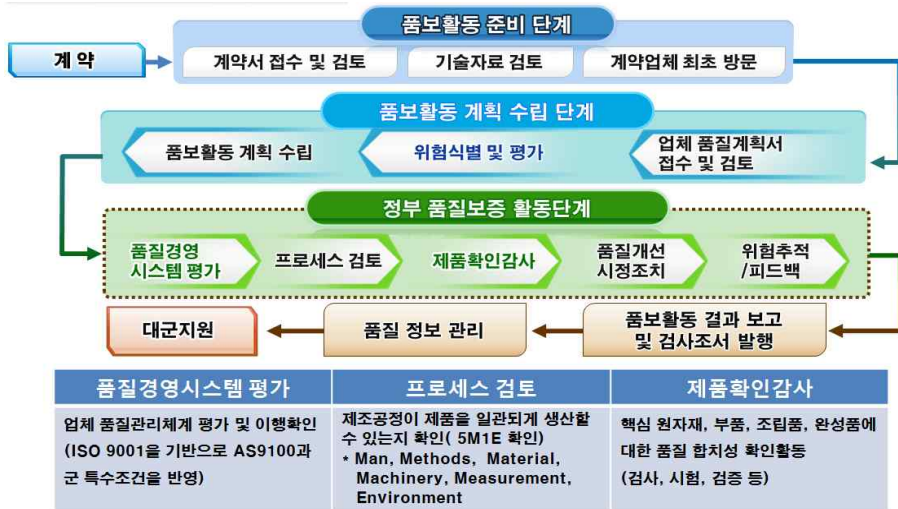 품보활동 준비 단계
계 약
계약서 접수 및 검토
기술자료 검토
계약업체 최초 방문
품보활동 계획 수립 단계
품보활동 계획 수립
위험식별 및 평가
업체 품질계획서
접수 및 검토
정부 품질보증 활동단계
품질경영
시스템 평가
프로세스 검토
제품확인감사
품질개선
시정조치
위험추적
/피드백
대군지원
품질 정보 관리
품보활동 결과 보고
및 검사조서 발행
품질경영시스템 평가
프로세스 검토
제품확인감사
업체 품질관리체계 평가 및 이행확인
(ISO 9001을 기반으로 AS9100과
군 특수조건을 반영)
제조공정이 제품을 일관되게 생산할
수 있는지 확인( 5M1E 확인)
* Man, Methods, Material,
Machinery, Measurement,
Environment
핵심 원자재, 부품, 조립품, 완성품에
대한 품질 합치성 확인활동
(검사, 시험, 검증 등)